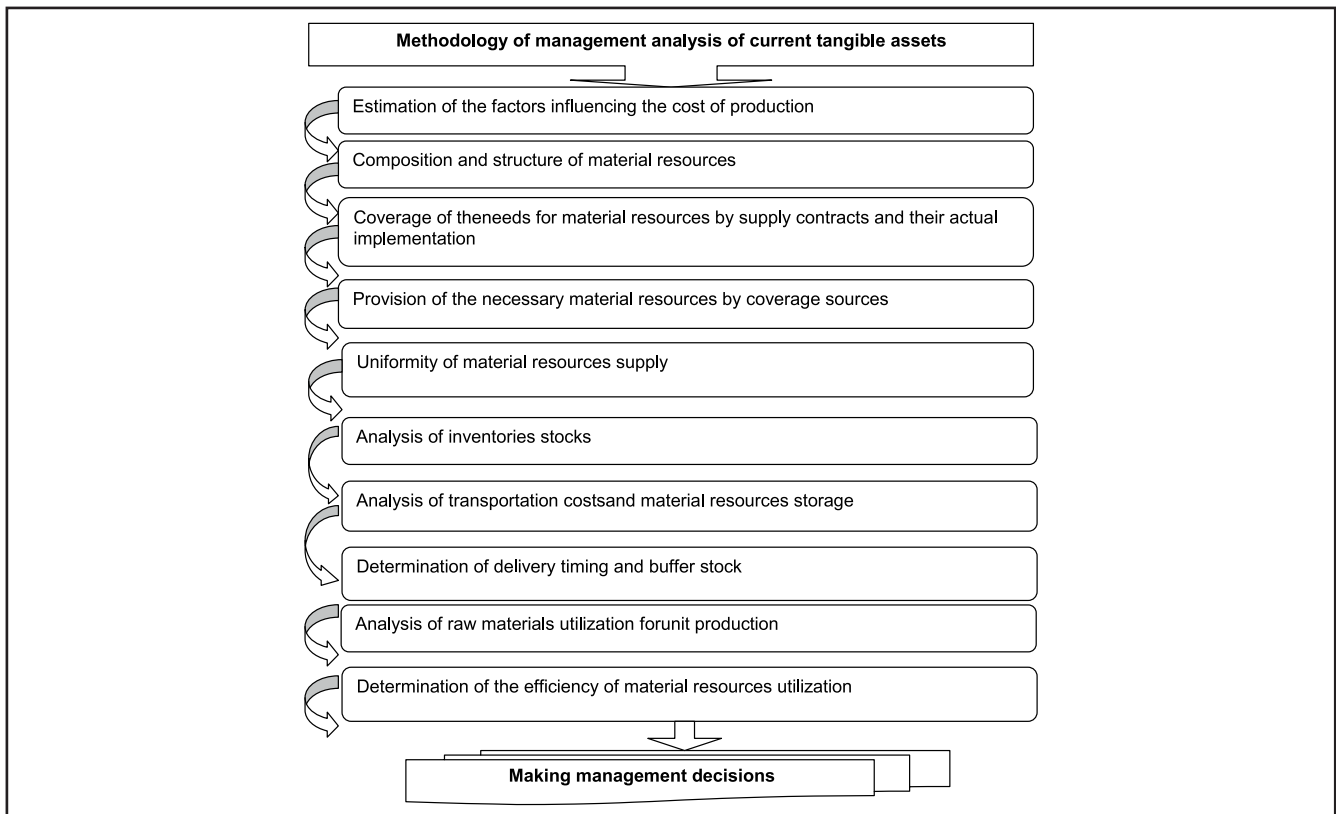 Methodology of management analysis of current tangible assets
Estimation of the factors influencing the cost of production
Composition and structure of material resources
Coverage of theneeds for material resources by supply contracts and their actual
implementation
Provision of the necessary material resources by coverage sources
Uniformity of material resources supply
Analysis of inventories stocks
Analysis of transportation costsand material resources storage
Determination of delivery timing and buffer stock
Analysis of raw materials utilization forunit production
Determination of the efficiency of material resources utilization
Making management decisions